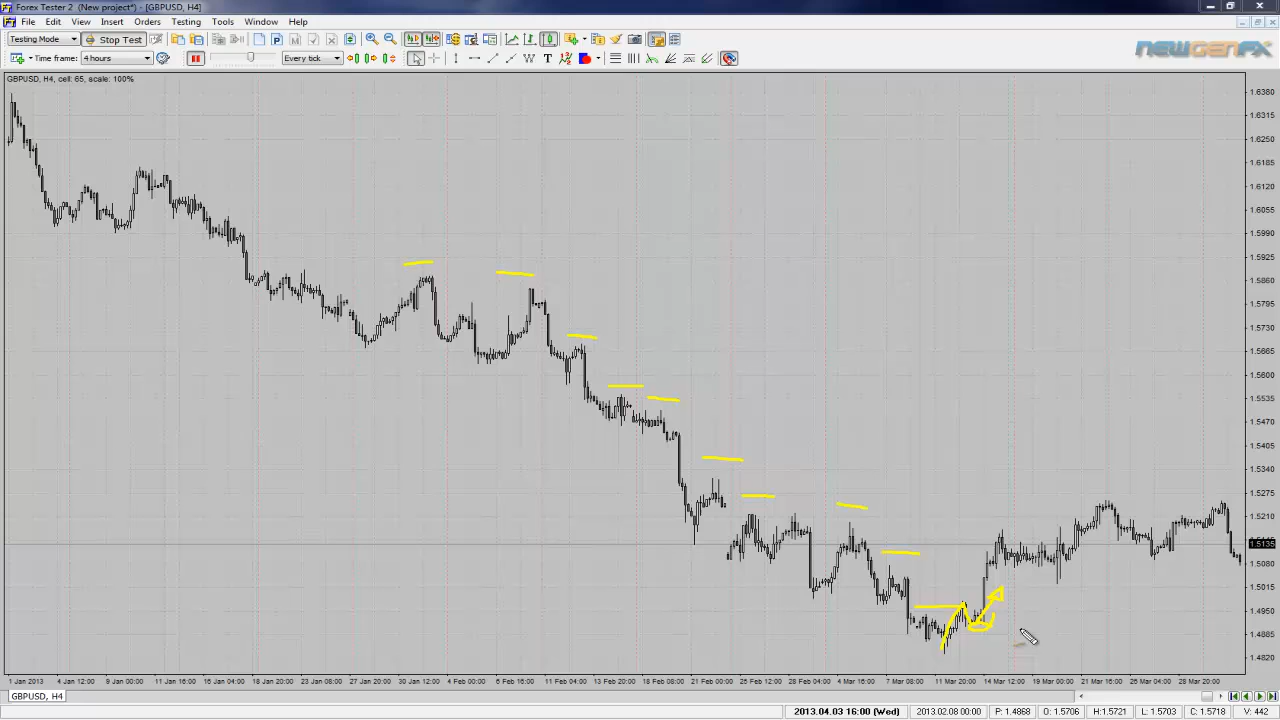 Forex Tester 2 (New project*) - [GBPUSD, H4]
File Edit View Insert Orders Testing Tools Window Help
Testing Mode Stop Test
Time frame: 4 hours Every tick
NEWGENFX
GBPUSD, H4, cell: 65, scale: 100%
1.6380
1.6315
1.6250
1.6185
1.6120
1.6055
1.5990
1.5925
1.5860
1.5795
1.5730
1.5665
1.5600
1.5535
1.5470
1.5405
1.5340
1.5275
1.5210
1.5135
1.5080
1.5015
1.4950
1.4885
1.4820
1 Jan 2013 4 Jan 12:00 9 Jan 00:00 11 Jan 16:00 16 Jan 04:00 18 Jan 20:00 23 Jan 08:00 25 Jan 00:00 27 Jan 20:00 30 Jan 12:00 4 Feb 00:00 6 Feb 16:00 11 Feb 04:00 13 Feb 20:00 18 Feb 08:00 21 Feb 00:00 25 Feb 12:00 28 Feb 04:00 4 Mar 16:00 7 Mar 08:00 11 Mar 20:00 14 Mar 12:00 19 Mar 00:00 21 Mar 16:00 26 Mar 04:00 28 Mar 20:00
GBPUSD, H4
2013.04.03 16:00 (Wed) 2013.02.08 00:00 P: 1.4868 O: 1.5706 H: 1.5721 L: 1.5703 C: 1.5718 V: 442